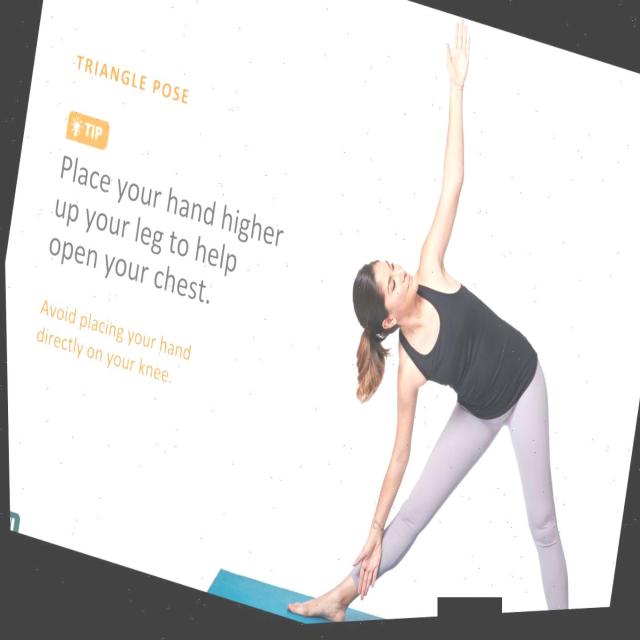 TRIANGLE POSE
TIP
Place your hand higher
up your leg to help
open your chest.
Avoid placing your hand
directly on your knee.